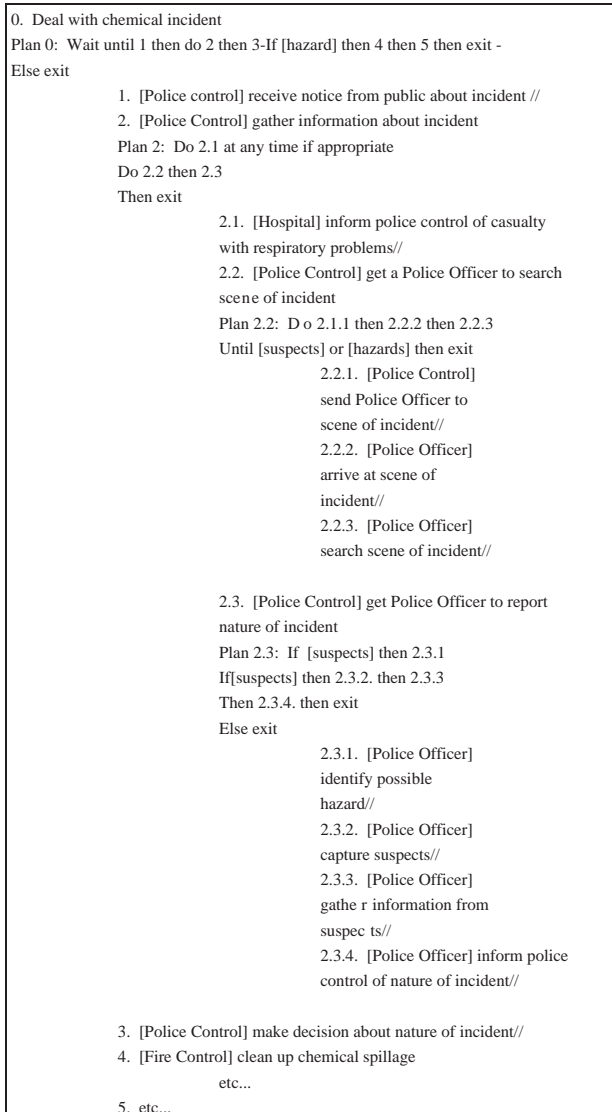 0. Deal with chemical incident
Plan 0: Wait until 1 then do 2 then 3-If [hazard] then 4 then 5 then exit -
Else exit
1. [Police control] receive notice from public about incident //
2. [Police Control] gather information about incident
Plan 2: Do 2.1 at any time if appropriate
Do 2.2 then 2.3
Then exit
2.1. [Hospital] inform police control of casualty
with respiratory problems//
2.2. [Police Control] get a Police Officer to search
scene of incident
Plan 2.2: D o 2.1.1 then 2.2.2 then 2.2.3
Until [suspects] or [hazards] then exit
2.2.1. [Police Control]
send Police Officer to
scene of incident//
2.2.2. [Police Officer]
arrive at scene of
incident//
2.2.3. [Police Officer]
search scene of incident//
2.3. [Police Control] get Police Officer to report
nature of incident
Plan 2.3: If [suspects] then 2.3.1
If[suspects] then 2.3.2. then 2.3.3
Then 2.3.4. then exit
Else exit
2.3.1. [Police Officer]
identify possible
hazard//
2.3.2. [Police Officer]
capture suspects//
2.3.3. [Police Officer]
gathe r information from
suspec ts//
2.3.4. [Police Officer] inform police
control of nature of incident//
3. [Police Control] make decision about nature of incident//
4. [Fire Control] clean up chemical spillage
etc...
5. etc...